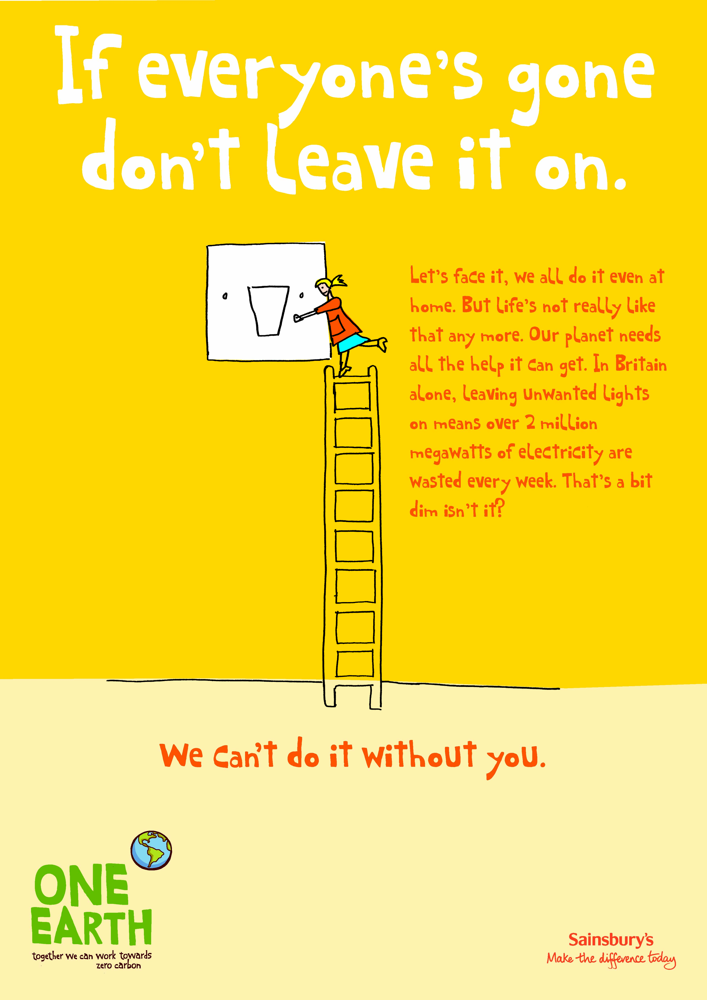 If everyone's gone
don't leave it on.
Let's face it, we all do it even at
home. But life's not really like
that any more. Our planet needs
all the help it can get. In Britain
alone, leaving unwanted lights
on means over 2 million
megawatts of electricity are
wasted every week. That's a bit
dim isn't it?
We can't do it without you.
ONE
EARTH
together we can work towards
zero carbon
Sainsbury's
Make the difference today